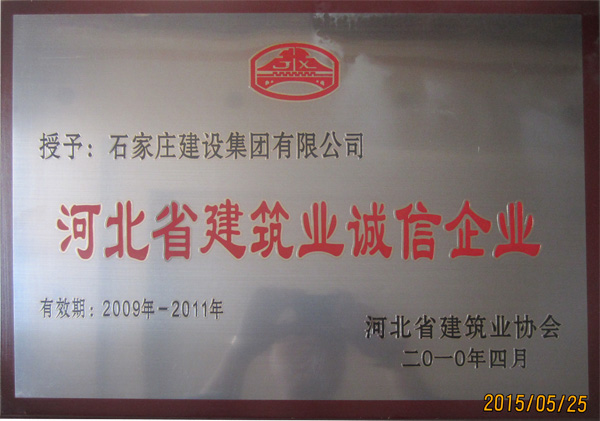 JX
授予：石家庄建设集团有限公司
河北省建筑业诚信企业
有效期：2009年-2011年
河北省建筑业协会
二〇一〇年四月
2015/05/25